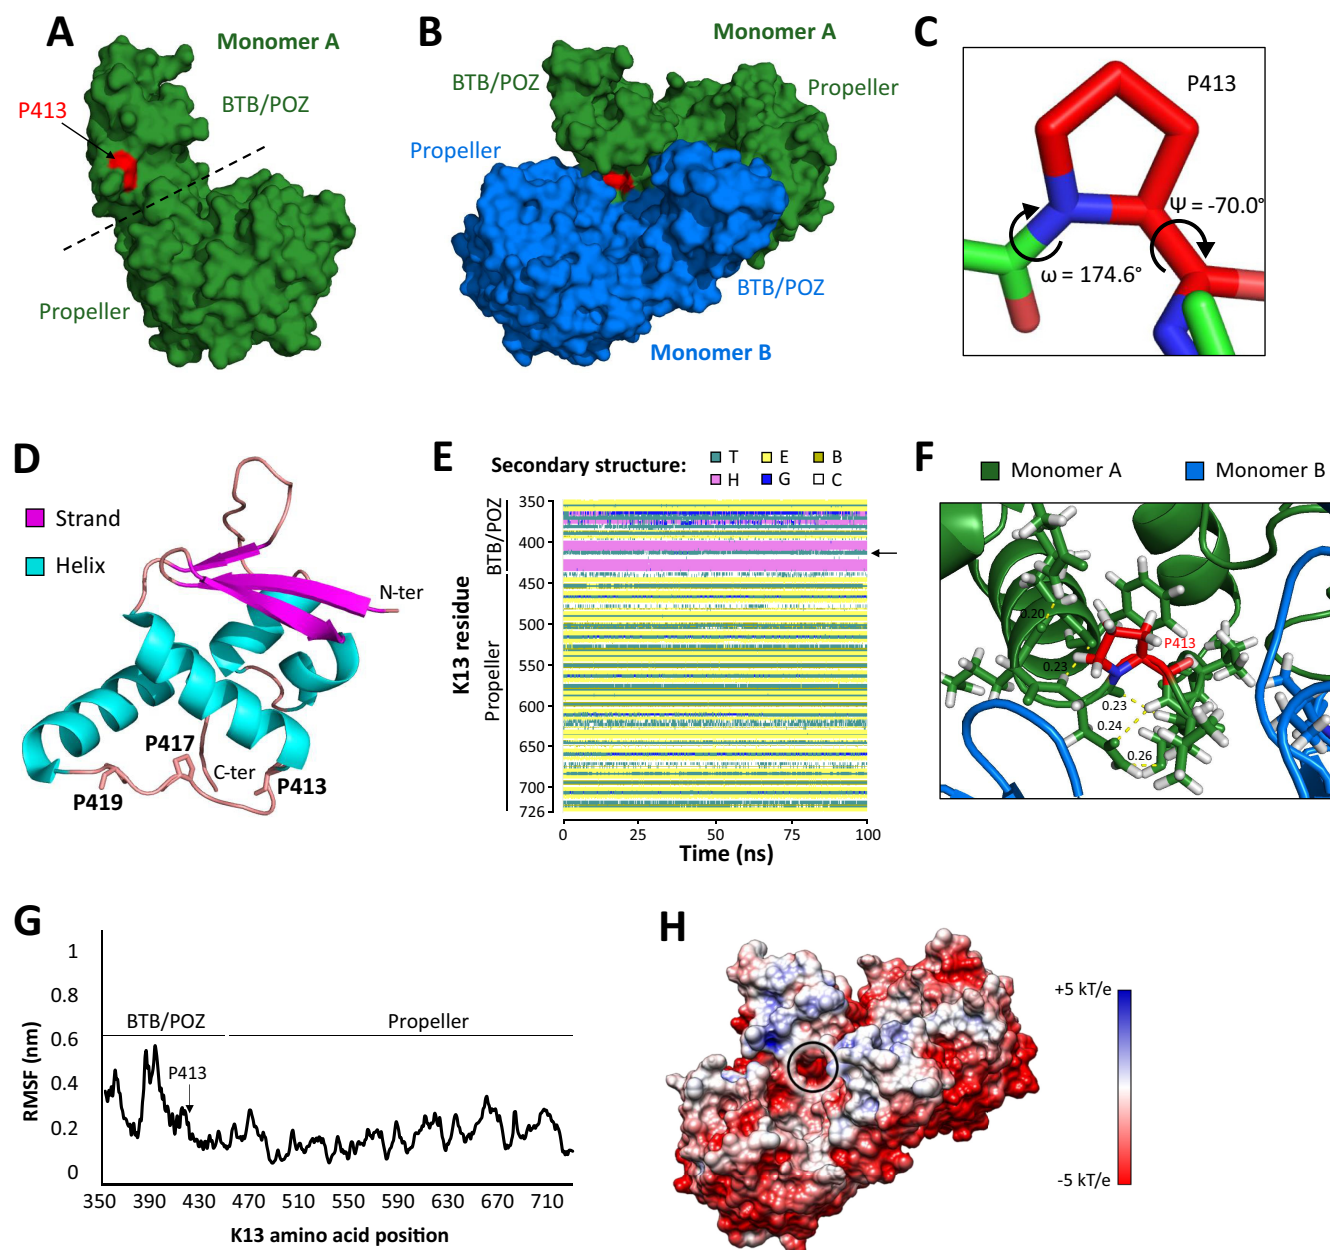 A
Monomer A
P413
BTB/POZ
Propeller
B
Monomer A
BTB/POZ
Propeller
Propeller
BTB/POZ
Monomer B
C
P413
Ψ = -70.0°
ω = 174.6°
D
Strand
Helix
N-ter
P417
C-ter
P419
P413
E
Secondary structure:
T E B
H G C
K13 residue
BTB/POZ
Propeller
350
400
450
500
550
600
650
700
726
0 25 50 75 100
Time (ns)
F
Monomer A Monomer B
0.20
P413
0.23
0.23
0.24
0.26
G
RMSF (nm)
1
0.8
0.6
0.4
0.2
0
BTB/POZ Propeller
P413
350 390 430 470 510 550 590 630 670 710
K13 amino acid position
H
+5 kT/e
-5 kT/e